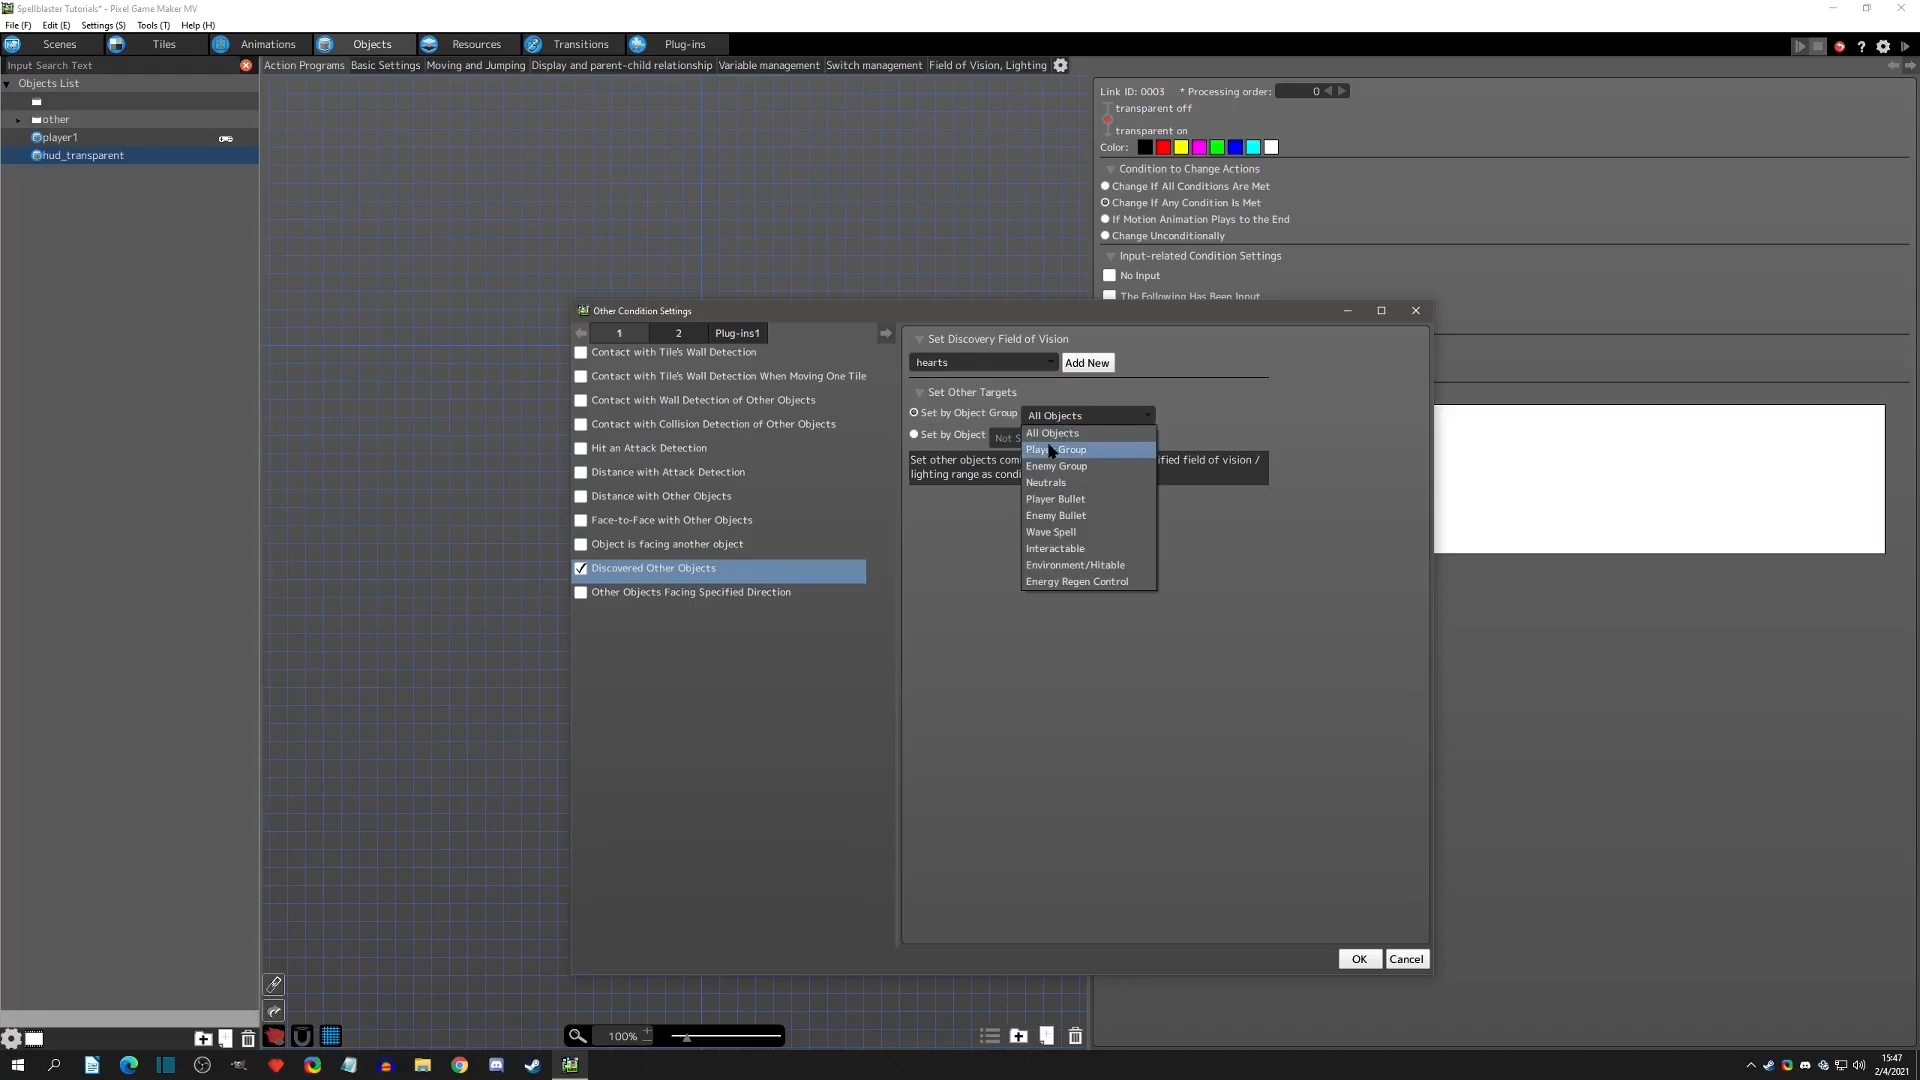 Spellblaster Tutorials* - Pixel Game Maker MV
File (F) Edit (E) Settings (S) Tools (T) Help (H)
Scenes Tiles Animations Objects Resources Transitions Plug-ins
Input Search Text
Action Programs Basic Settings Moving and Jumping Display and parent-child relationship Variable management Switch management Field of Vision, Lighting
Objects List
other
player1
hud_transparent
Link ID: 0003 * Processing order: 0
transparent off
transparent on
Color:
Condition to Change Actions
Change If All Conditions Are Met
Change If Any Condition Is Met
If Motion Animation Plays to the End
Change Unconditionally
Input-related Condition Settings
No Input
The Following Has Been Input
Other Condition Settings
1 2 Plug-ins1
Contact with Tile's Wall Detection
Contact with Tile's Wall Detection When Moving One Tile
Contact with Wall Detection of Other Objects
Contact with Collision Detection of Other Objects
Hit an Attack Detection
Distance with Attack Detection
Distance with Other Objects
Face-to-Face with Other Objects
Object is facing another object
Discovered Other Objects
Other Objects Facing Specified Direction
Set Discovery Field of Vision
hearts Add New
Set Other Targets
Set by Object Group All Objects
Set by Object Not S
Set other objects comi ified field of vision /
lighting range as condi
All Objects
Player Group
Enemy Group
Neutrals
Player Bullet
Enemy Bullet
Wave Spell
Interactable
Environment/Hitable
Energy Regen Control
OK Cancel
100%
15:47
2/4/2021